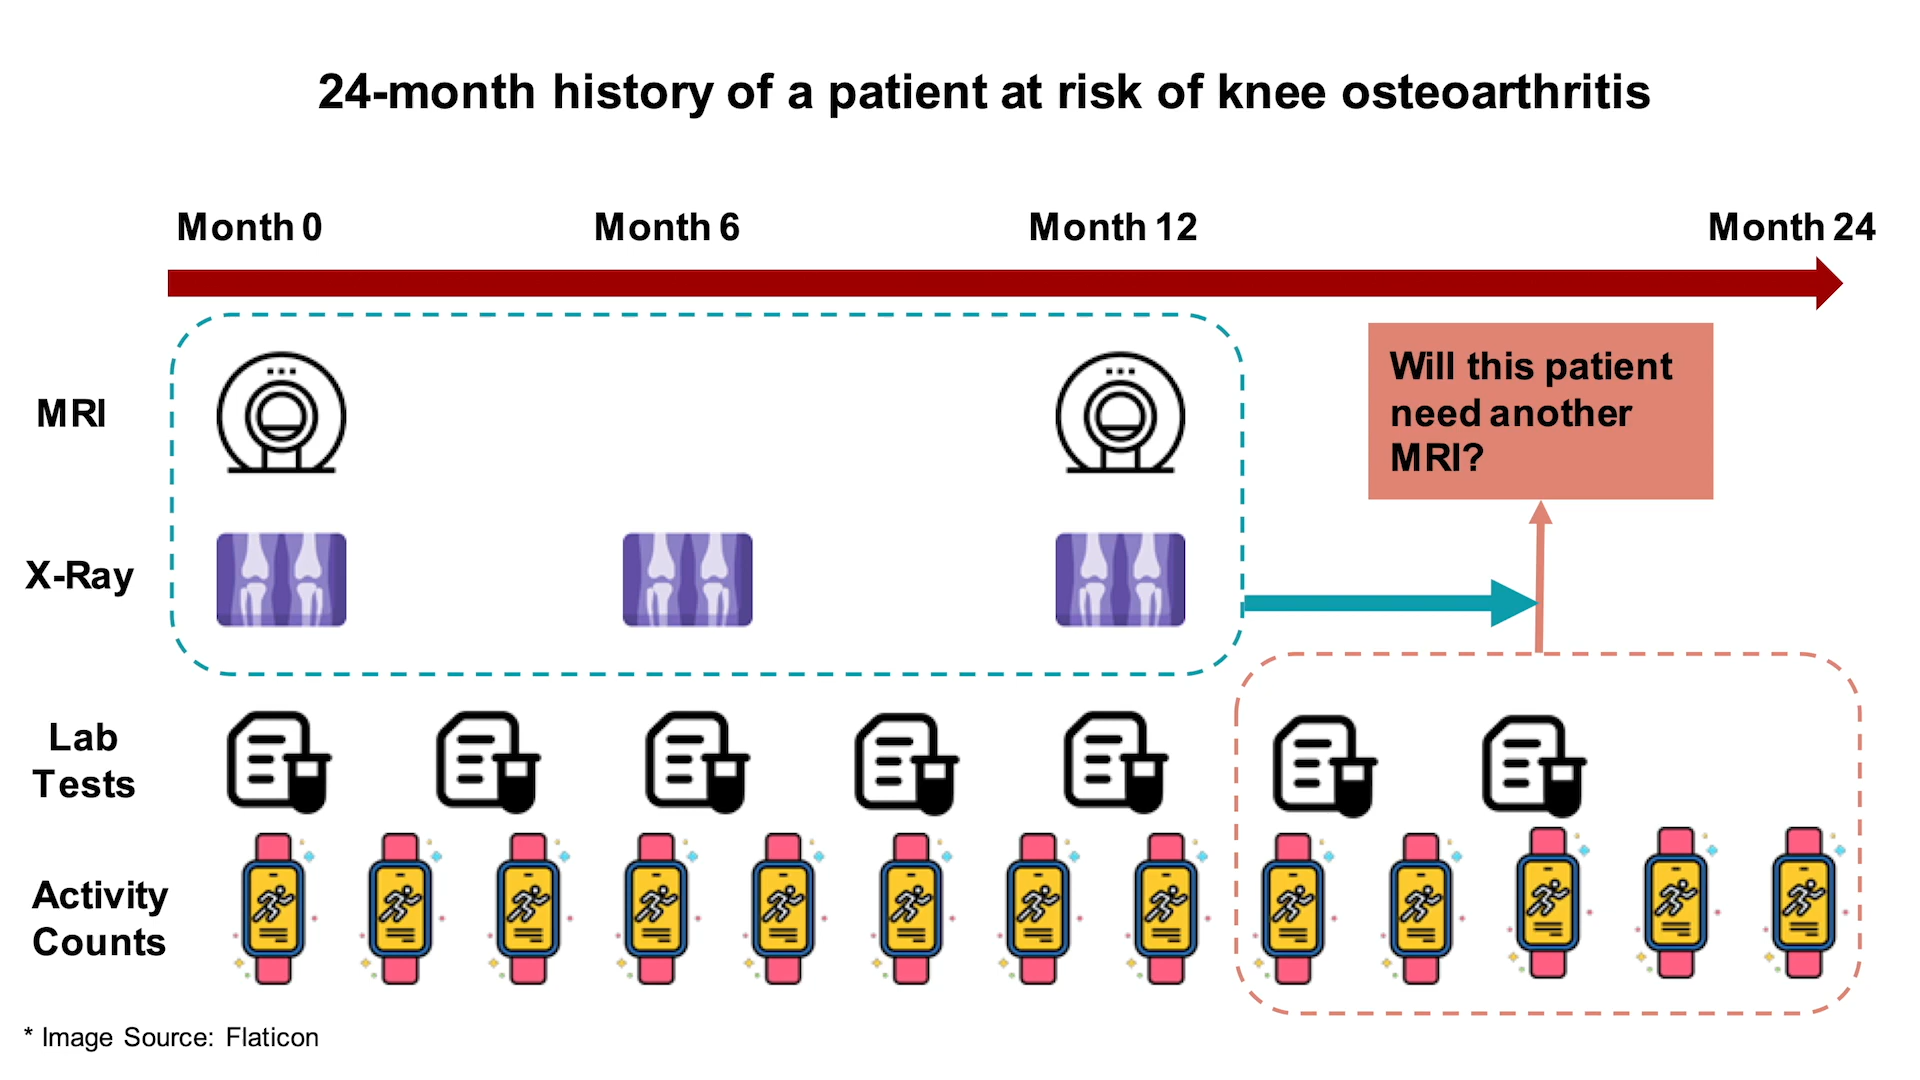 24-month history of a patient at risk of knee osteoarthritis
Month 0
Month 6
Month 12
Month 24
MRI
Will this patient
need another
MRI?
X-Ray
Lab
Tests
Activity
Counts
* Image Source: Flaticon